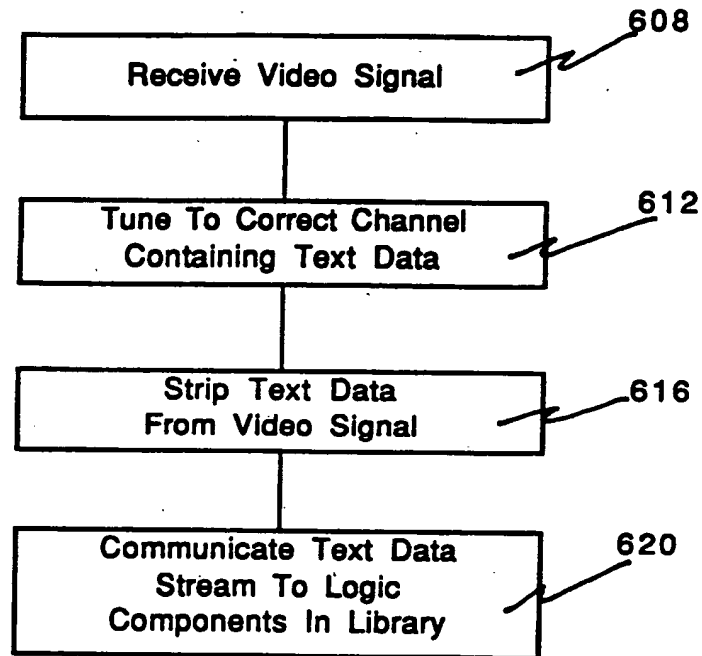 608
Receive Video Signal
612
Tune To Correct Channel
Containing Text Data
Strip Text Data
From Video Signal
616
Communicate Text Data
Stream To Logic
Components In Library
620